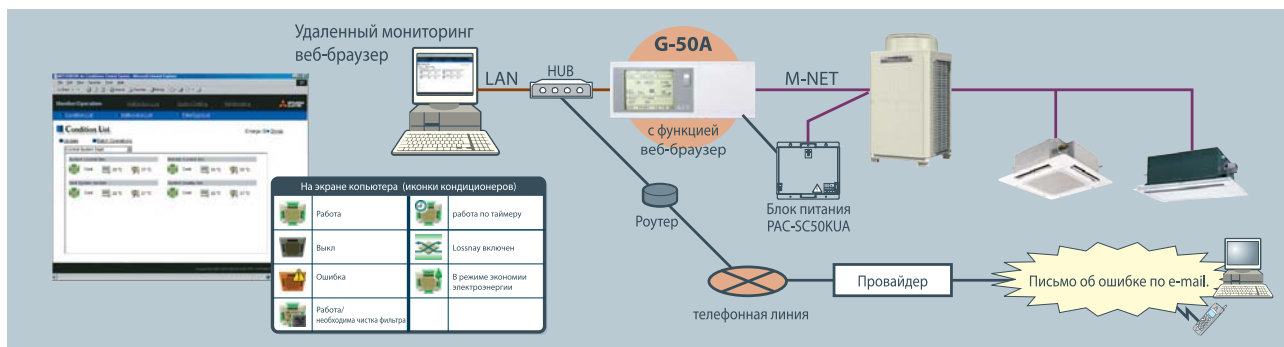 Удаленный мониторинг
веб-браузер
LAN
HUB
G-50A
с функцией
веб-браузер
M-NET
Блок питания
PAC-SC50KUA
Роутер
телефонная линия
Провайдер
Письмо об ошибке по e-mail.
Condition List
На экране копьютера (иконки кондиционеров)
Работа
работа по таймеру
Выкл
Lossnay включен
Ошибка
В режиме экономии
электроэнергии
Работа/
необходима чистка фильтра